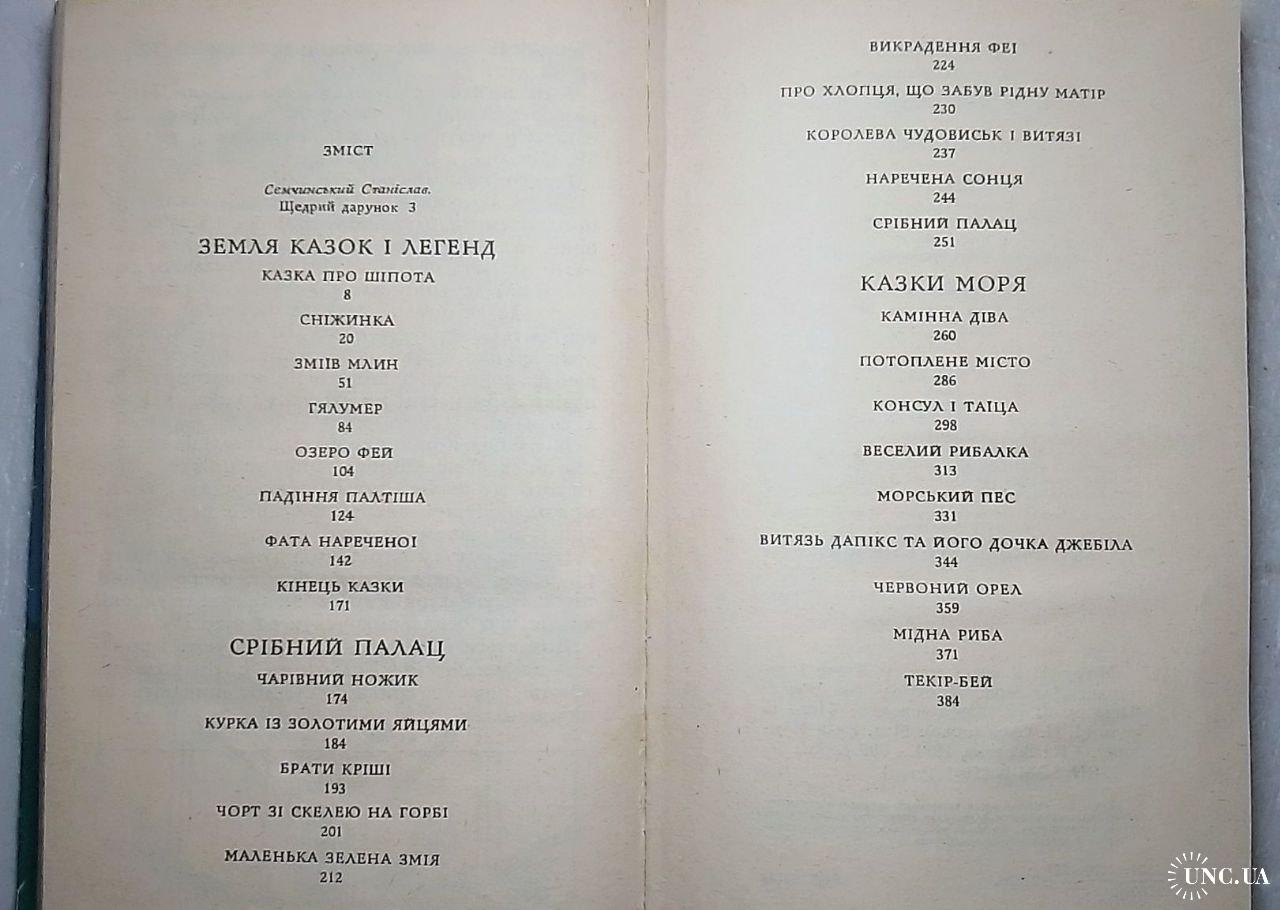 ЗМІСТ
Семчинський Станіслав.
Щедрий дарунок 3
ЗЕМЛЯ КАЗОК І ЛЕГЕНД
КАЗКА ПРО ШІПОТА
8
СНІЖИНКА
20
ЗМІЇВ МЛИН
51
ГЯЛУМЕР
84
ОЗЕРО ФЕЙ
104
ПАДІННЯ ПАЛТІША
124
ФАТА НАРЕЧЕНОЇ
142
КІНЕЦЬ КАЗКИ
171
СРІБНИЙ ПАЛАЦ
ЧАРІВНИЙ НОЖИК
174
КУРКА ІЗ ЗОЛОТИМИ ЯЙЦЯМИ
184
БРАТИ КРІШІ
193
ЧОРТ ЗІ СКЕЛЕЮ НА ГОРБІ
201
МАЛЕНЬКА ЗЕЛЕНА ЗМІЯ
212
ВИКРАДЕННЯ ФЕЇ
224
ПРО ХЛОПЦЯ, ЩО ЗАБУВ РІДНУ МАТІР
230
КОРОЛЕВА ЧУДОВИСЬК І ВИТЯЗІ
237
НАРЕЧЕНА СОНЦЯ
244
СРІБНИЙ ПАЛАЦ
251
КАЗКИ МОРЯ
КАМІННА ДІВА
260
ПОТОПЛЕНЕ МІСТО
286
КОНСУЛ І ТАЇЦА
298
ВЕСЕЛИЙ РИБАЛКА
313
МОРСЬКИЙ ПЕС
331
ВИТЯЗЬ ДАПІКС ТА ЙОГО ДОЧКА ДЖЕБІЛА
344
ЧЕРВОНИЙ ОРЕЛ
359
МІДНА РИБА
371
ТЕКІР-БЕЙ
384
UNC.UA